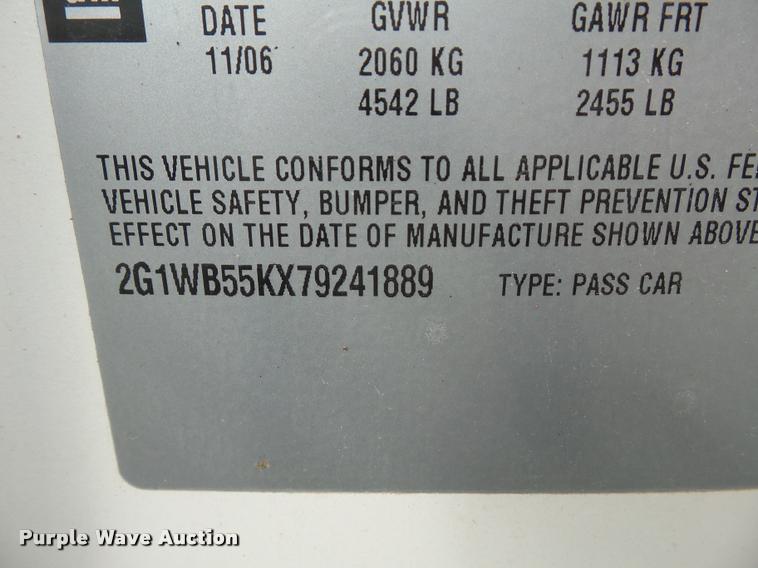 DATE GVWR GAWR FRT
11/06 2060 KG 1113 KG
4542 LB 2455 LB
THIS VEHICLE CONFORMS TO ALL APPLICABLE U.S.
VEHICLE SAFETY, BUMPER, AND THEFT PREVENTION
EFFECT ON THE DATE OF MANUFACTURE SHOWN ABOVE
2G1WB55KX79241889 TYPE: PASS CAR
Purple Wave Auction